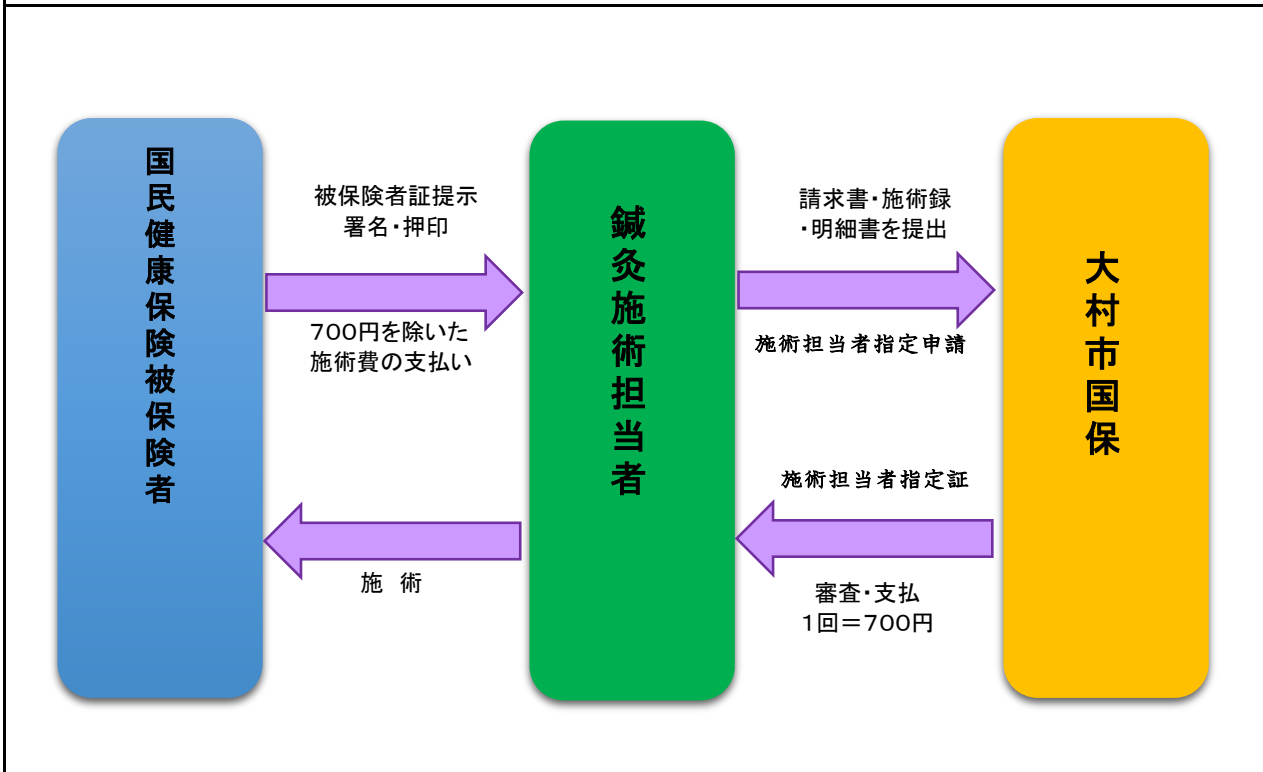 国民健康保険被保険者
被保険者証提示
署名・押印
700円を除いた
施術費の支払い
施 術
鍼灸施術担当者
請求書・施術録
・明細書を提出
施術担当者指定申請
施術担当者指定証
審査・支払
1回＝700円
大村市国保